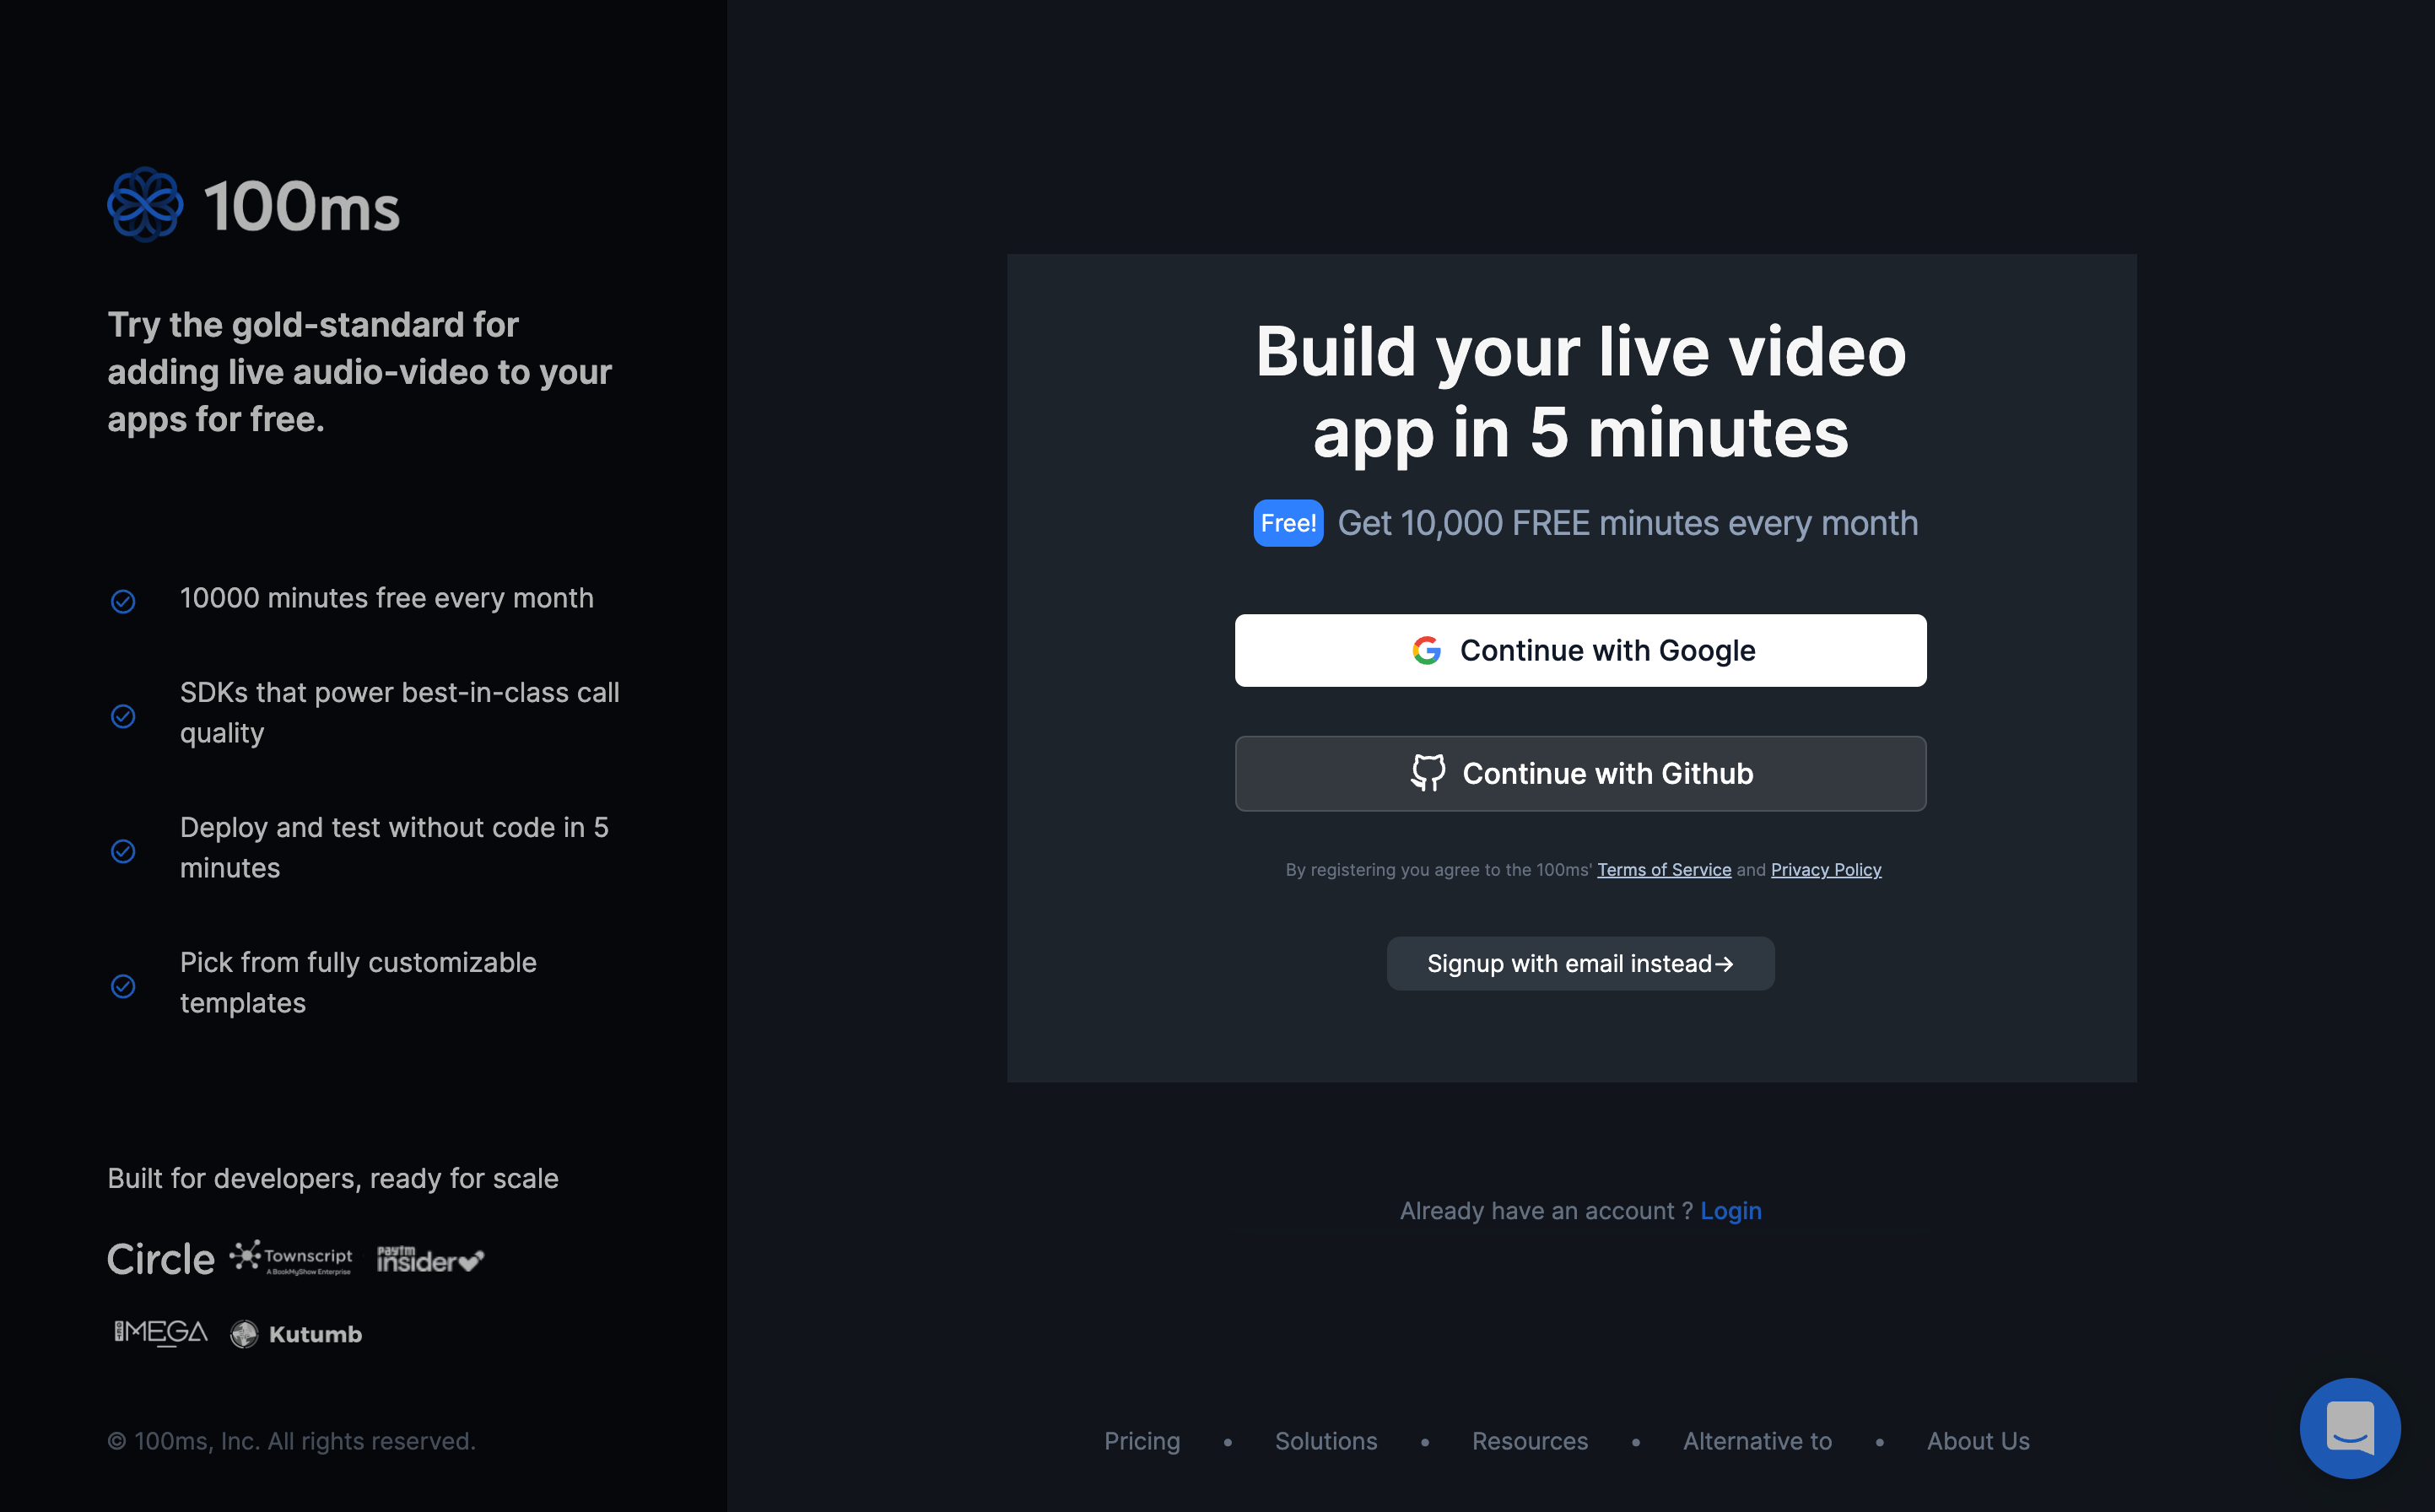 100ms
Try the gold-standard for
adding live audio-video to your
apps for free.
10000 minutes free every month
SDKs that power best-in-class call
quality
Deploy and test without code in 5
minutes
Pick from fully customizable
templates
Built for developers, ready for scale
Circle
Townscript
A BookMyShow Enterprise
paytm
insider
GET MEGA
Kutumb
© 100ms, Inc. All rights reserved.
Build your live video
app in 5 minutes
Free! Get 10,000 FREE minutes every month
Continue with Google
Continue with Github
By registering you agree to the 100ms' Terms of Service and Privacy Policy
Signup with email instead→
Already have an account ? Login
Pricing • Solutions • Resources • Alternative to • About Us